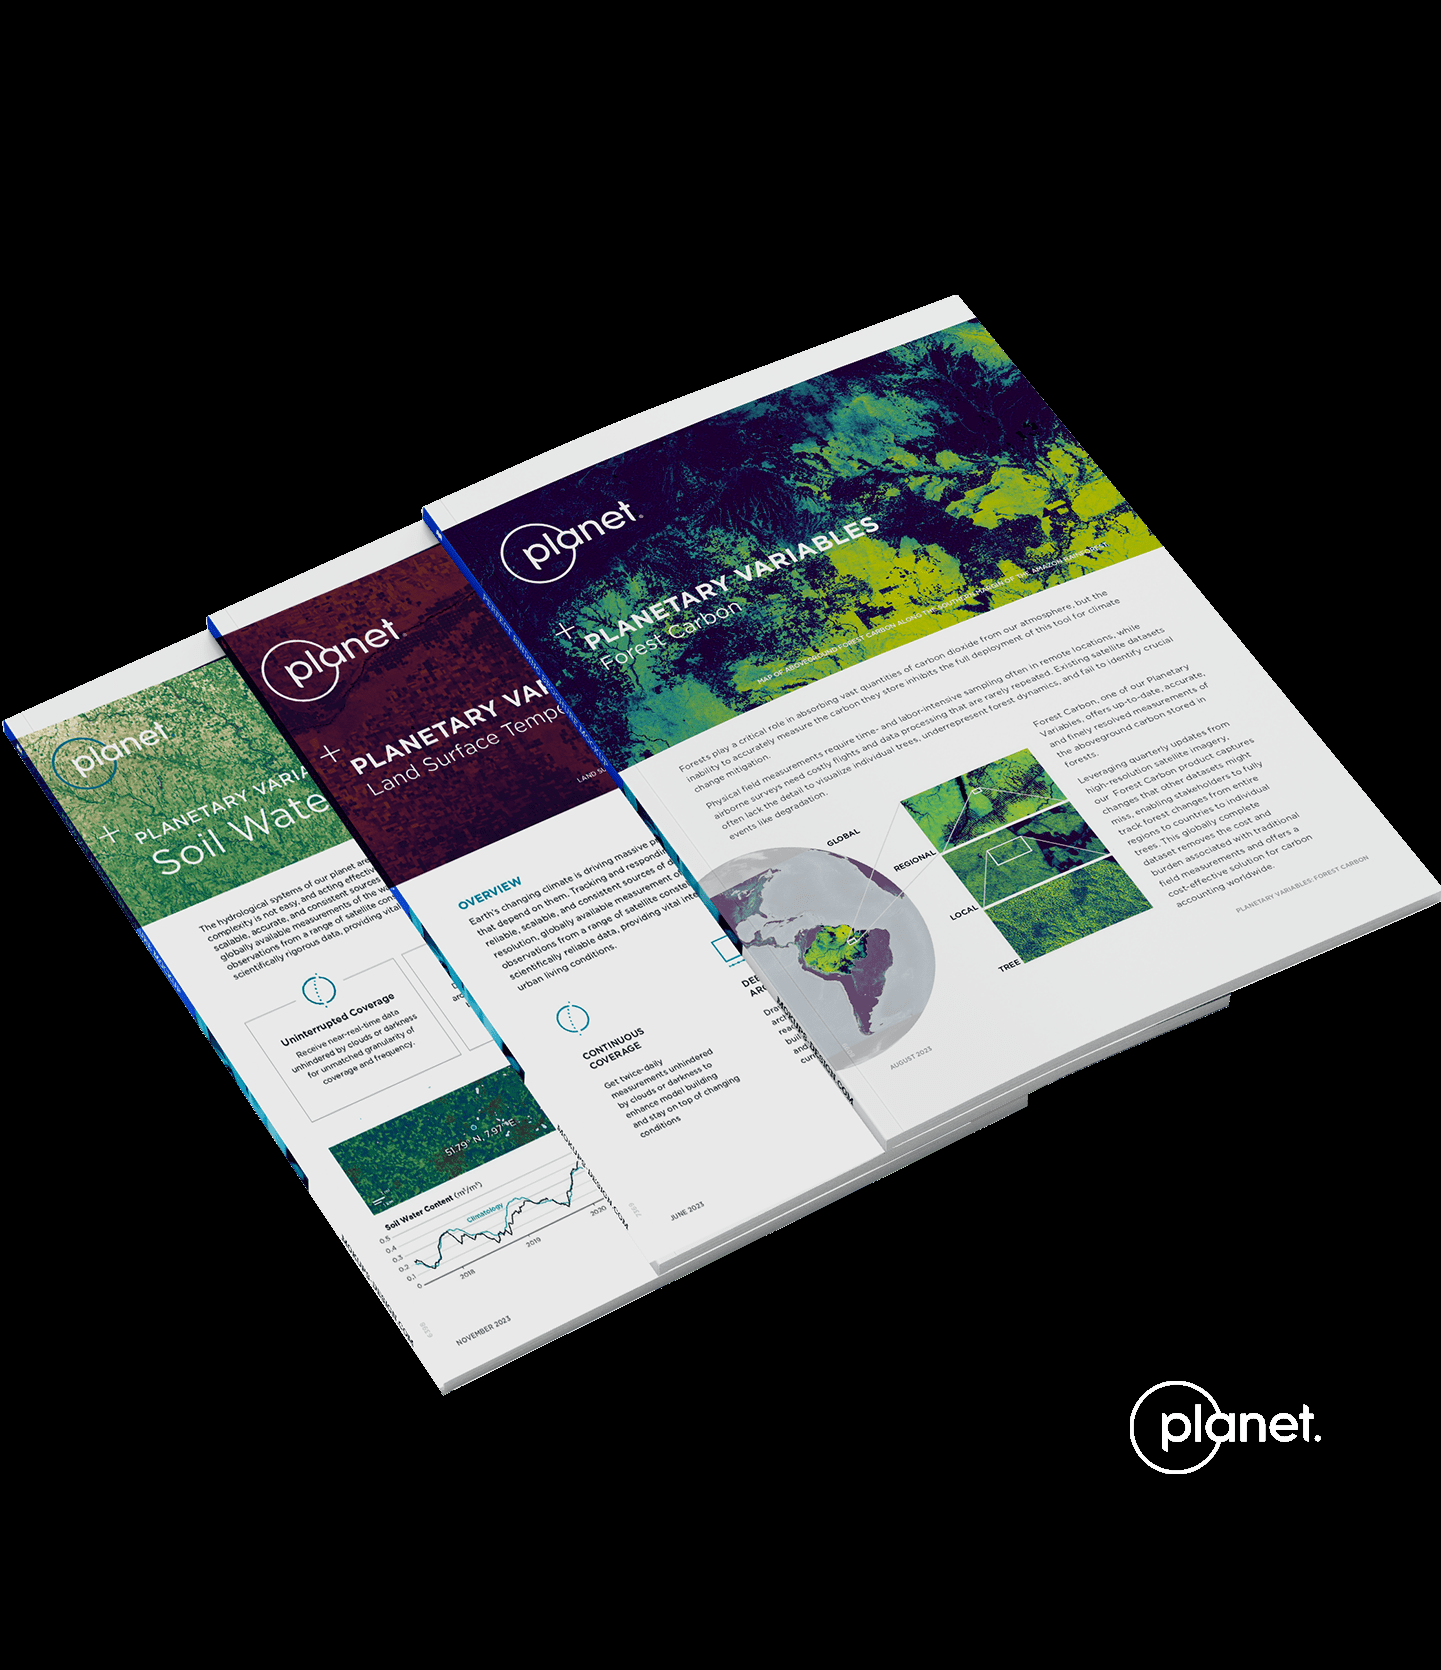 planet.
+ PLANETARY VARIABLES
Forest Carbon
MAP OF ABOVEGROUND FOREST CARBON ALONG THE SOUTHERN MARGIN OF THE AMAZON RAINFOREST
Forests play a critical role in absorbing vast quantities of carbon dioxide from our atmosphere, but the
inability to accurately measure the carbon they store inhibits the full deployment of this tool for climate
change mitigation.
Physical field measurements require time- and labor-intensive sampling often in remote locations, while
airborne surveys need costly flights and data processing that are rarely repeated. Existing satellite datasets
often lack the detail to visualize individual trees, underrepresent forest dynamics, and fail to identify crucial
events like degradation.
GLOBAL
REGIONAL
LOCAL
TREE
Forest Carbon, one of our Planetary
Variables, offers up-to-date, accurate,
and finely resolved measurements of
the aboveground carbon stored in
forests.
Leveraging quarterly updates from
high-resolution satellite imagery,
our Forest Carbon product captures
changes that other datasets might
miss, enabling stakeholders to fully
track forest changes from entire
regions to countries to individual
trees. This globally complete
dataset removes the cost and
burden associated with traditional
field measurements and offers a
cost-effective solution for carbon
accounting worldwide.
AUGUST 2023
PLANETARY VARIABLES: FOREST CARBON
planet.
+ PLANETARY VAR
Land Surface Tempe
LAND SU
OVERVIEW
Earth's changing climate is driving massive p
that depend on them. Tracking and respondin
reliable, scalable, and consistent sources of d
resolution, globally available measurement o
observations from a range of satellite conste
scientifically reliable data, providing vital inte
urban living conditions.
CONTINUOUS
COVERAGE
Get twice-daily
measurements unhindered
by clouds or darkness to
enhance model building
and stay on top of changing
conditions
JUNE 2023
planet.
+ PLANETARY VARIA
Soil Wate
The hydrological systems of our planet are
complexity is not easy, and acting effective
scalable, accurate, and consistent sources
globally available measurements of the wa
observations from a range of satellite con
scientifically rigorous data, providing vital
Uninterrupted Coverage
Receive near-real-time data
unhindered by clouds or darkness
for unmatched granularity of
coverage and frequency.
51.79° N, 7.97° E
Soil Water Content (m³/m³)
Climatology
0.5
0.4
0.3
0.2
0.1
0
2018
2019
2020
NOVEMBER 2023
planet.